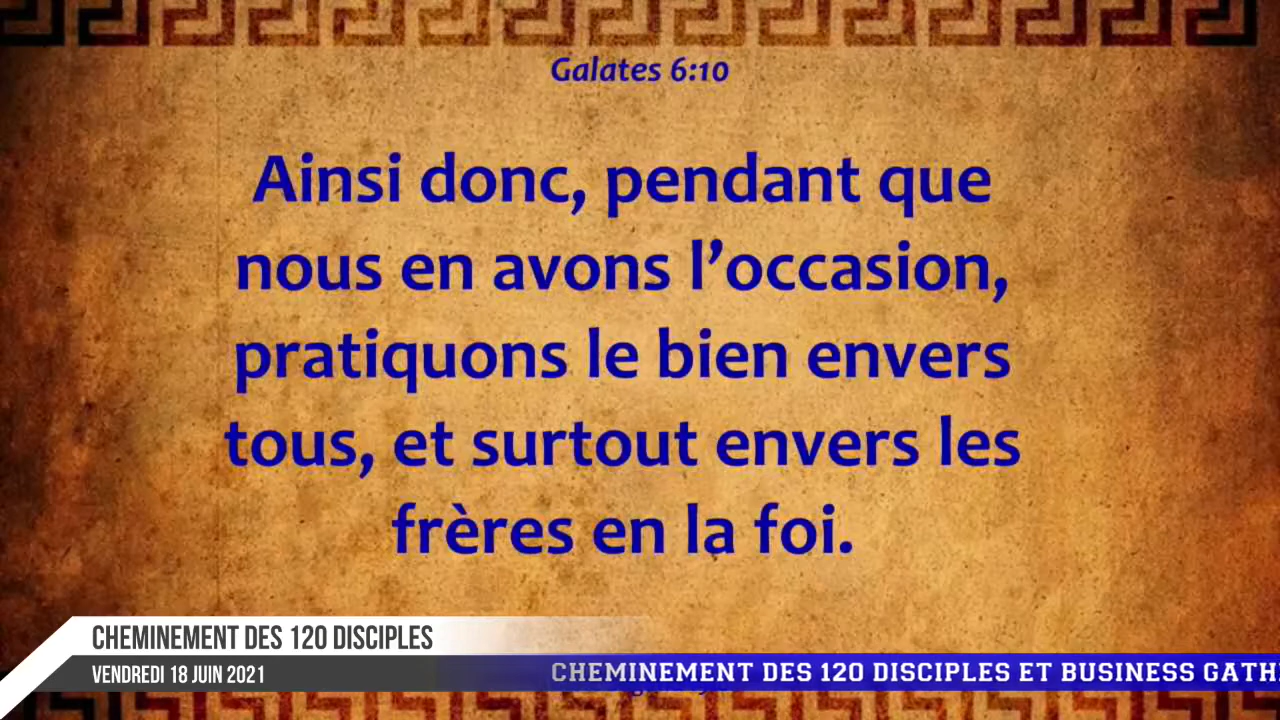 Galates 6:10
Ainsi donc, pendant que
nous en avons l’occasion,
pratiquons le bien envers
tous, et surtout envers les
frères en la foi.
CHEMINEMENT DES 120 DISCIPLES
VENDREDI 18 JUIN 2021
CHEMINEMENT DES 120 DISCIPLES ET BUSINESS